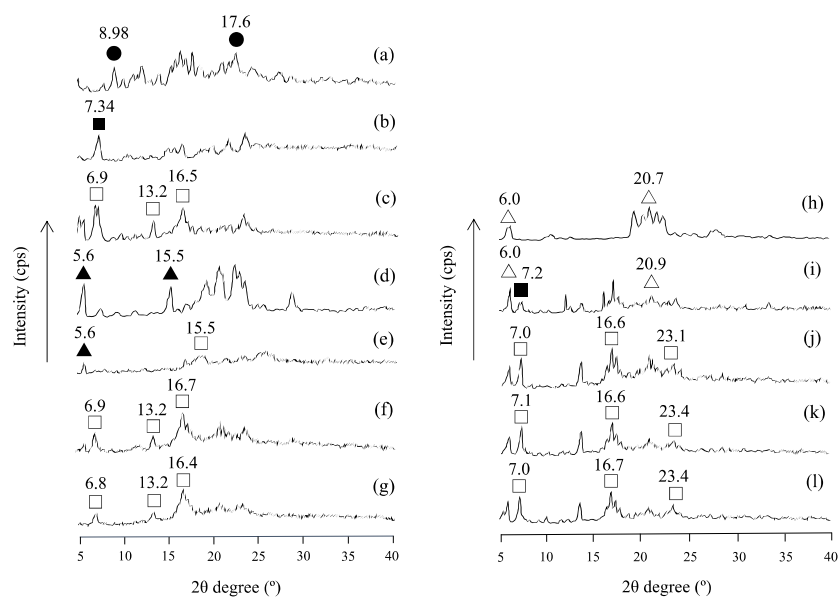 8.98
17.6
(a)
7.34
(b)
6.9
13.2
16.5
(c)
5.6
15.5
(d)
5.6
15.5
(e)
6.9
13.2
16.7
(f)
6.8
13.2
16.4
(g)
Intensity (cps)
5 10 15 20 25 30 35 40
2θ degree (º)
6.0
20.7
(h)
6.0
7.2
20.9
(i)
7.0
16.6
23.1
(j)
7.1
16.6
23.4
(k)
7.0
16.7
23.4
(l)
Intensity (cps)
5 10 15 20 25 30 35 40
2θ degree (º)